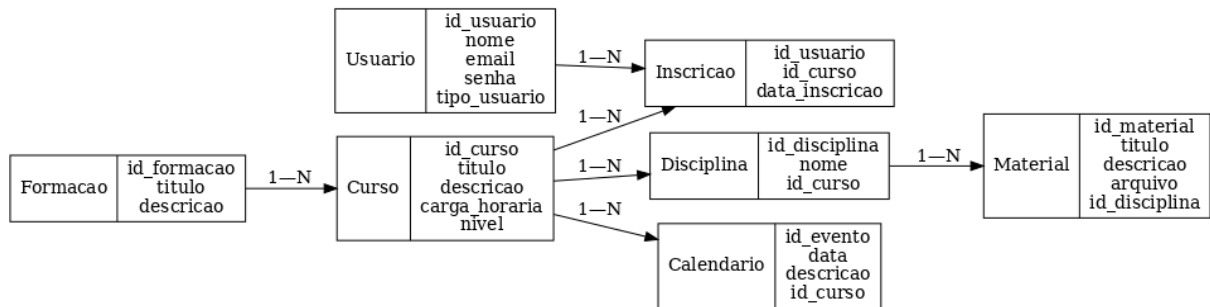 Usuario
id_usuario
nome
email
senha
tipo_usuario
1—N
Inscricao
id_usuario
id_curso
data_inscricao
Formacao
id_formacao
titulo
descricao
1—N
Curso
id_curso
titulo
descricao
carga_horaria
nivel
1—N
1—N
1—N
Disciplina
id_disciplina
nome
id_curso
1—N
Material
id_material
titulo
descricao
arquivo
id_disciplina
Calendario
id_evento
data
descricao
id_curso